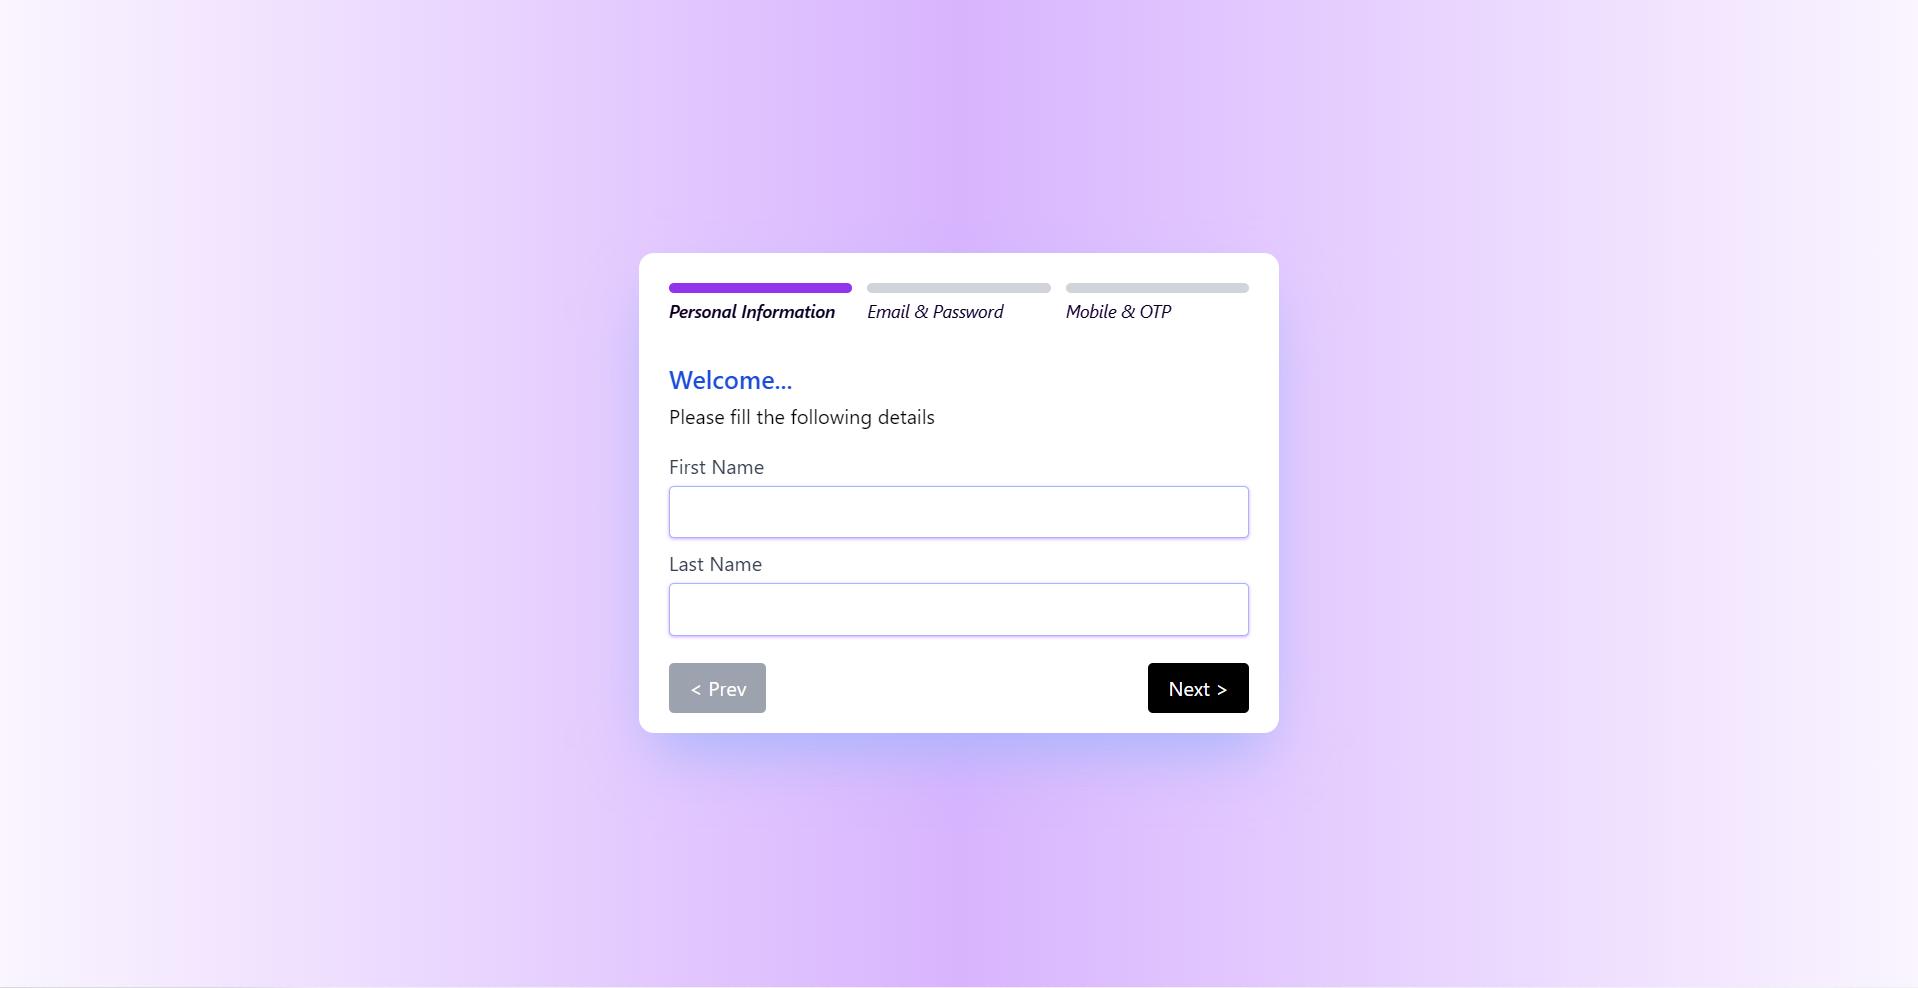 Personal Information Email & Password Mobile & OTP
Welcome...
Please fill the following details
First Name
Last Name
< Prev Next >